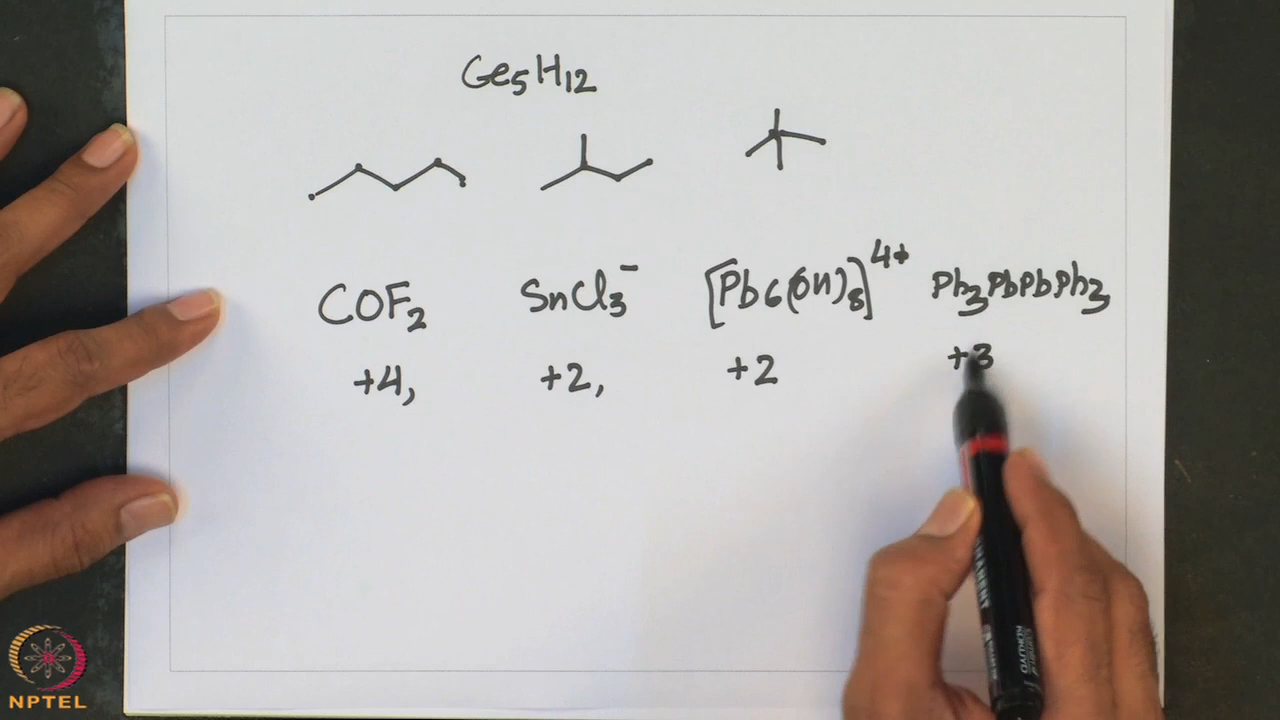 Ge5H12
COF2 SnCl3⁻ [Pb6(OH)8]⁴⁺ Ph3PbPbPh3
+4, +2, +2 +3
NPTEL